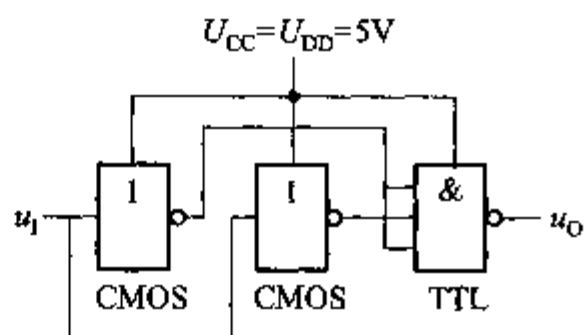 U_CC=U_DD=5V
1 1 &
u_I u_O
CMOS CMOS TTL